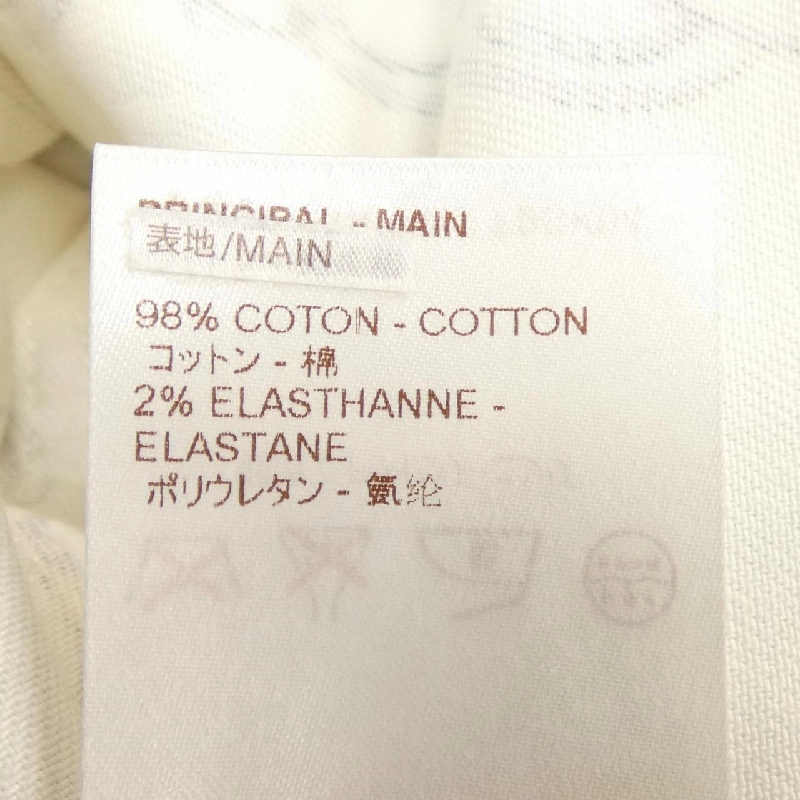 PRINCIPAL - MAIN
表地/MAIN
98% COTON - COTTON
コットン - 棉
2% ELASTHANNE -
ELASTANE
ポリウレタン - 氨纶